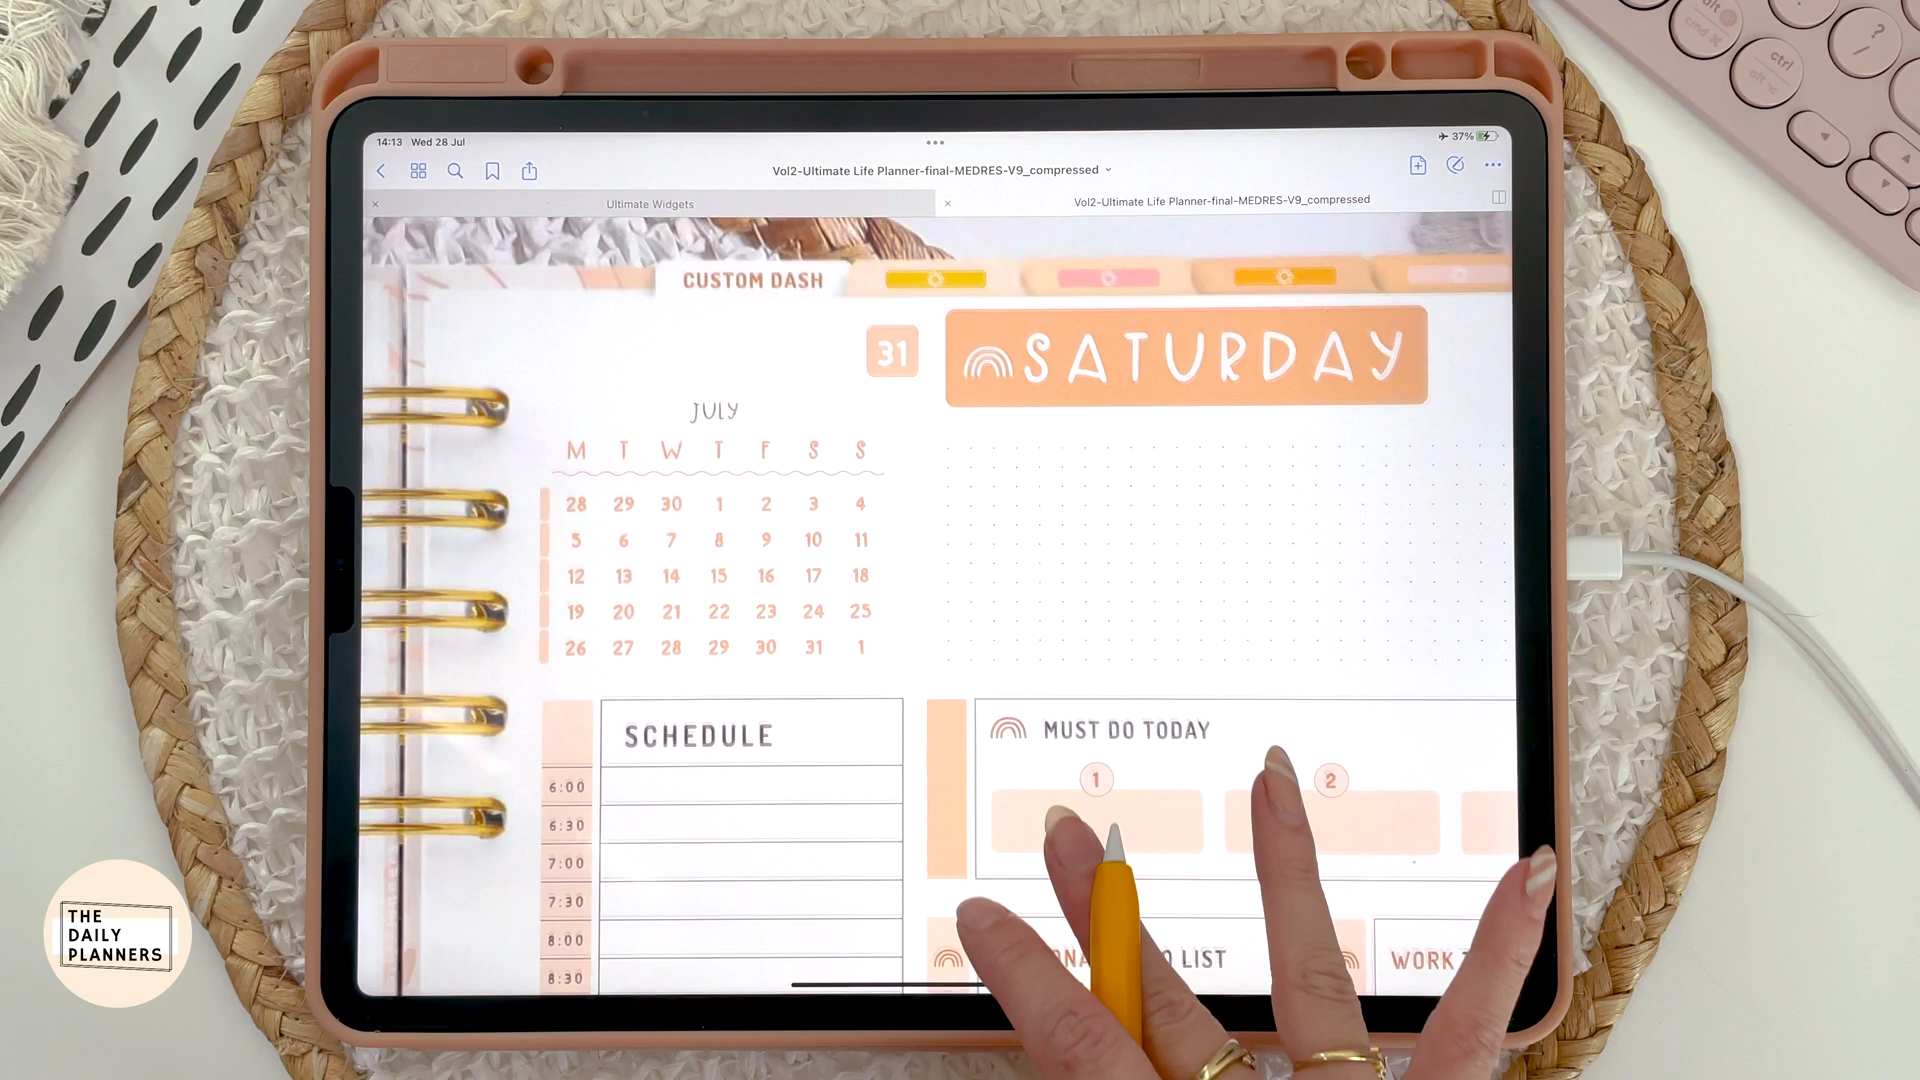 alt
cmd ⌘
ctrl
alt ⌥
?
/
14:13 Wed 28 Jul
37%
Vol2-Ultimate Life Planner-final-MEDRES-V9_compressed
Ultimate Widgets
Vol2-Ultimate Life Planner-final-MEDRES-V9_compressed
CUSTOM DASH
31
SATURDAY
JULY
M T W T F S S
28 29 30 1 2 3 4
5 6 7 8 9 10 11
12 13 14 15 16 17 18
19 20 21 22 23 24 25
26 27 28 29 30 31 1
SCHEDULE
6:00
6:30
7:00
7:30
8:00
8:30
MUST DO TODAY
1 2
LIST
WORK
THE
DAILY
PLANNERS